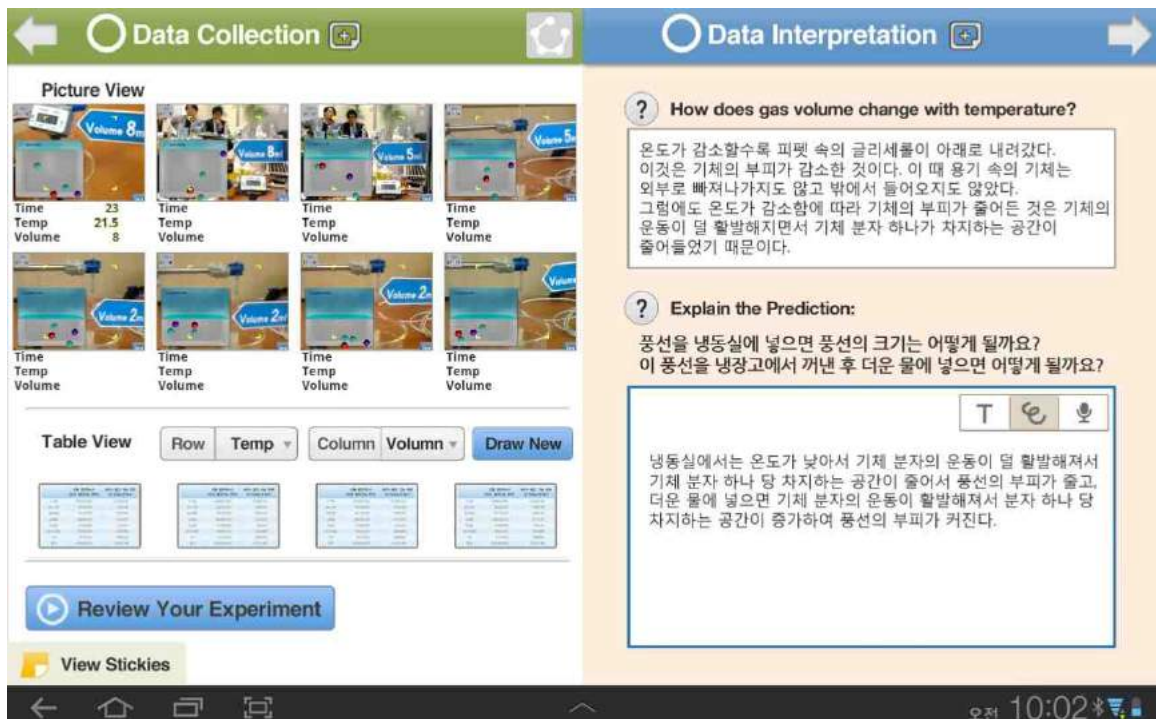 Data Collection
Data Interpretation
Picture View
Volume 8m
Volume 8ml
Volume 5ml
Volume 5m
Time 23
Temp 21.5
Volume 8
Time
Temp
Volume
Time
Temp
Volume
Time
Temp
Volume
Volume 2m
Volume 2ml
Volume 2m
Volume
Time
Temp
Volume
Time
Temp
Volume
Time
Temp
Volume
Time
Temp
Volume
Table View
Row Temp
Column Volumn
Draw New
Review Your Experiment
View Stickies
? How does gas volume change with temperature?
온도가 감소할수록 피펫 속의 글리세롤이 아래로 내려갔다.
이것은 기체의 부피가 감소한 것이다. 이 때 용기 속의 기체는
외부로 빠져나가지도 않고 밖에서 들어오지도 않았다.
그럼에도 온도가 감소함에 따라 기체의 부피가 줄어든 것은 기체의
운동이 덜 활발해지면서 기체 분자 하나가 차지하는 공간이
줄어들었기 때문이다.
? Explain the Prediction:
풍선을 냉동실에 넣으면 풍선의 크기는 어떻게 될까요?
이 풍선을 냉장고에서 꺼낸 후 더운 물에 넣으면 어떻게 될까요?
T
냉동실에서는 온도가 낮아서 기체 분자의 운동이 덜 활발해져서
기체 분자 하나 당 차지하는 공간이 줄어서 풍선의 부피가 줄고,
더운 물에 넣으면 기체 분자의 운동이 활발해져서 분자 하나 당
차지하는 공간이 증가하여 풍선의 부피가 커진다.
오전 10:02